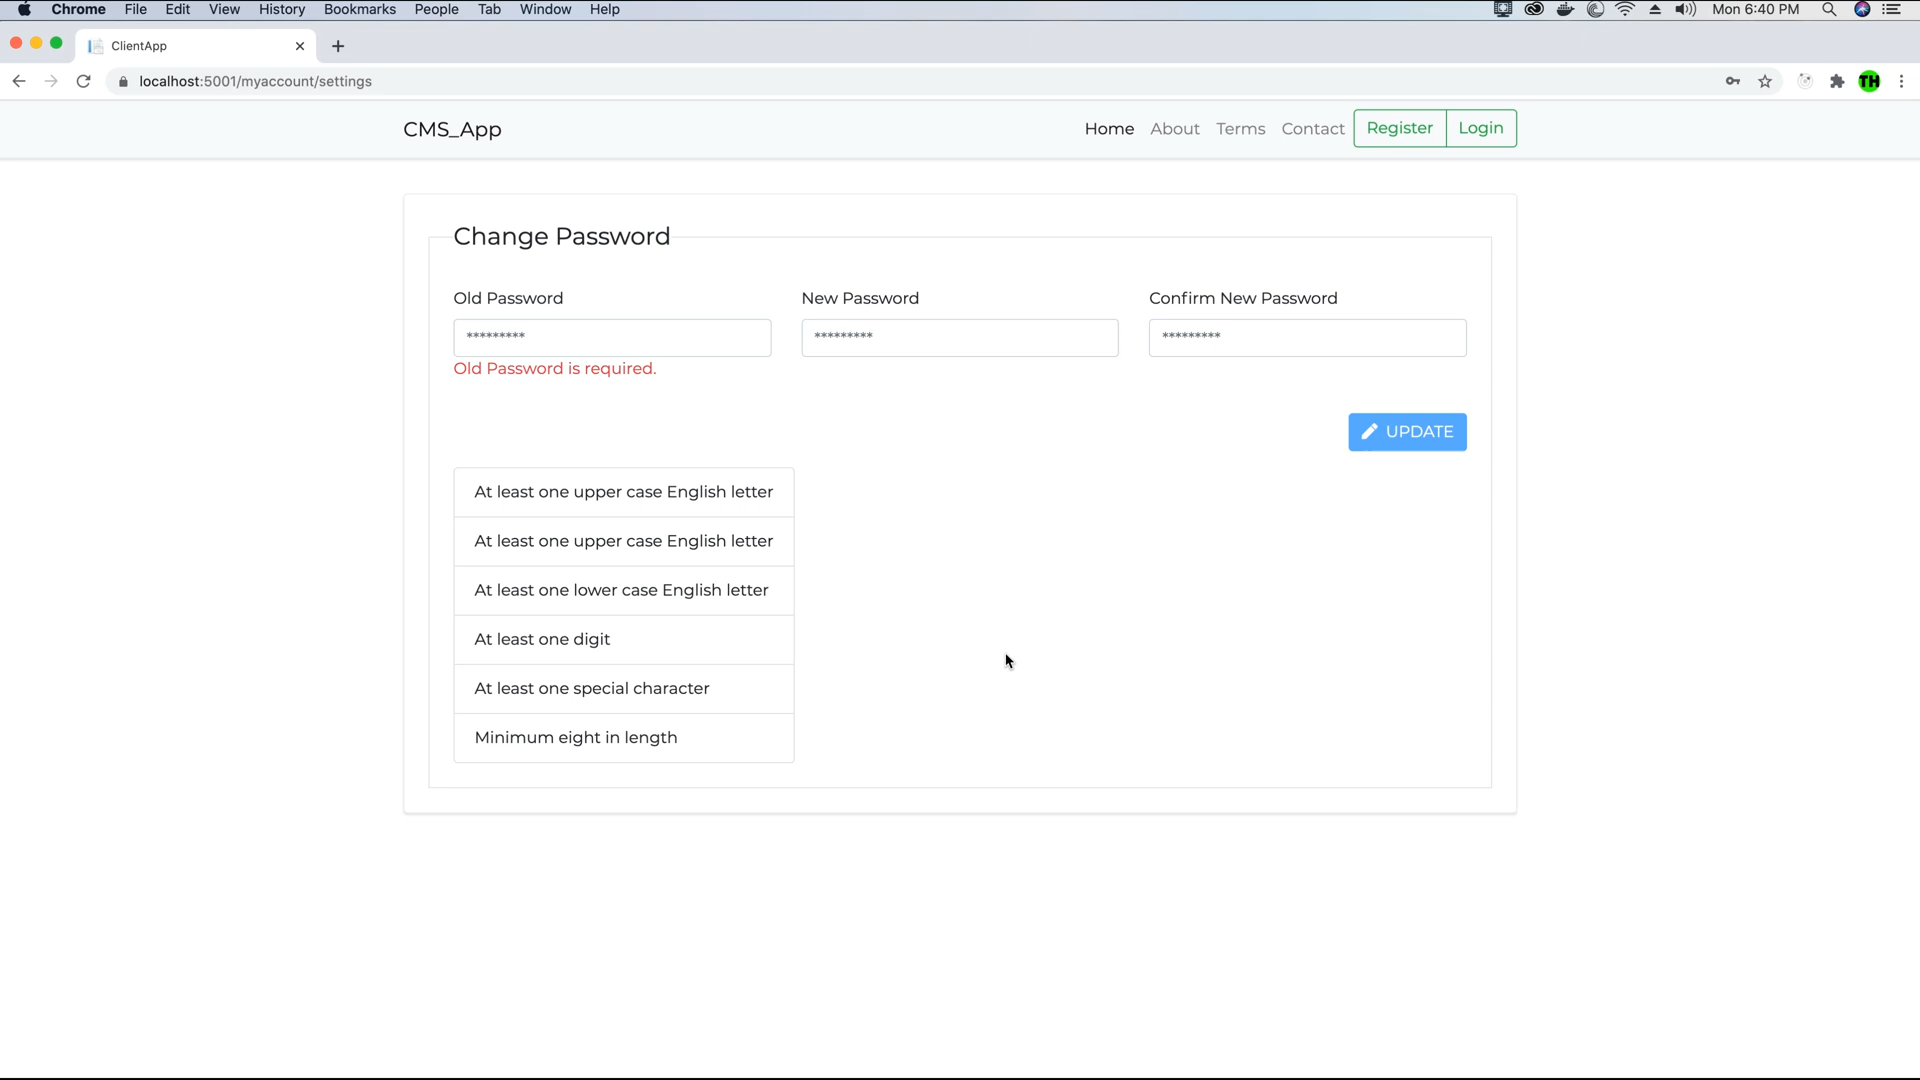 Chrome File Edit View History Bookmarks People Tab Window Help Mon 6:40 PM
ClientApp
localhost:5001/myaccount/settings TH
CMS_App Home About Terms Contact Register Login
Change Password
Old Password New Password Confirm New Password
********* ********* *********
Old Password is required.
UPDATE
At least one upper case English letter
At least one upper case English letter
At least one lower case English letter
At least one digit
At least one special character
Minimum eight in length